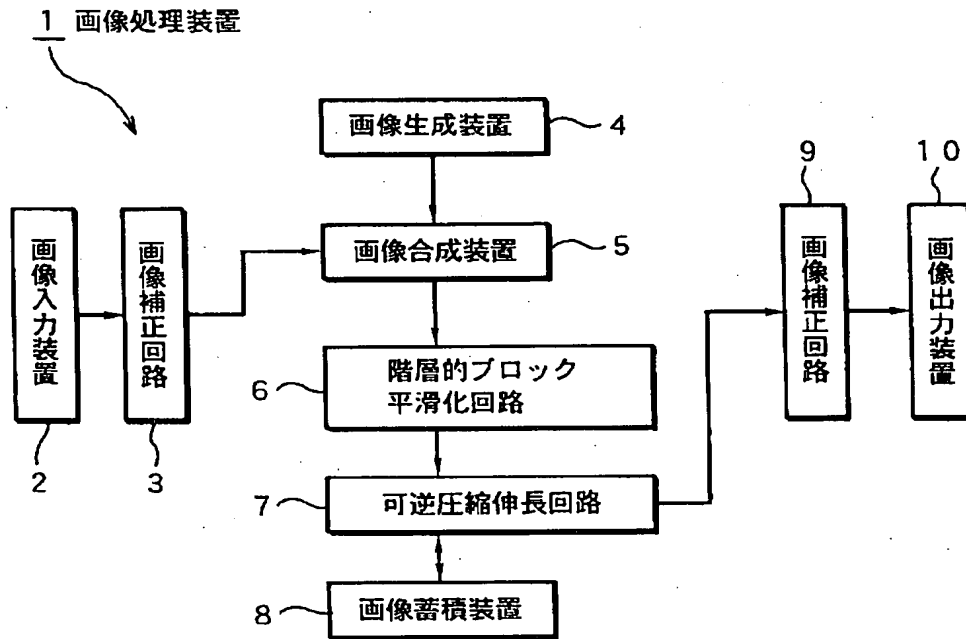 1 画像処理装置
画像生成装置 4
9
10
画像入力装置
画像補正回路
画像合成装置 5
画像補正回路
画像出力装置
6 階層的ブロック
平滑化回路
2
3
7 可逆圧縮伸長回路
8 画像蓄積装置